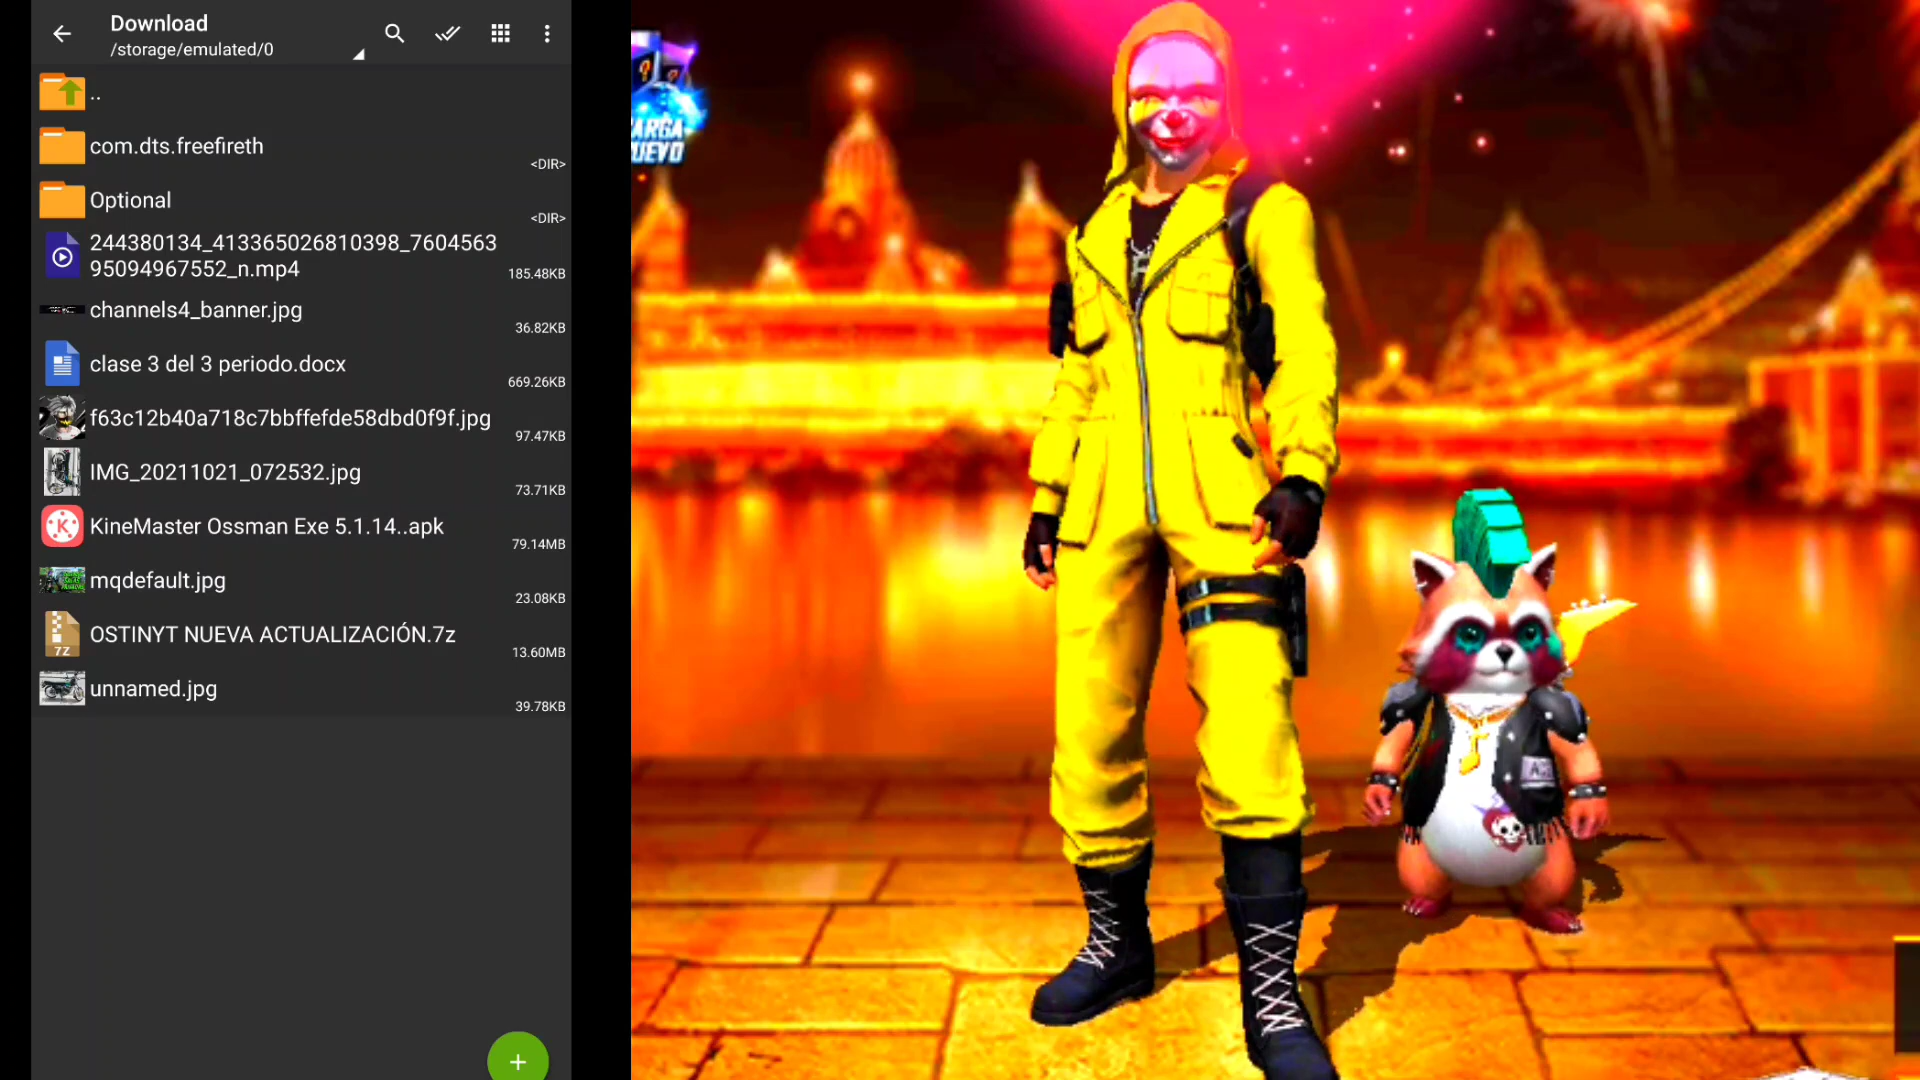 Download
/storage/emulated/0
..
com.dts.freefireth
<DIR>
Optional
<DIR>
244380134_413365026810398_7604563
95094967552_n.mp4
185.48KB
channels4_banner.jpg
36.82KB
clase 3 del 3 periodo.docx
669.26KB
f63c12b40a718c7bbffefde58dbd0f9f.jpg
97.47KB
IMG_20211021_072532.jpg
73.71KB
KineMaster Ossman Exe 5.1.14..apk
79.14MB
mqdefault.jpg
23.08KB
7Z
OSTINYT NUEVA ACTUALIZACIÓN.7z
13.60MB
unnamed.jpg
39.78KB
ARGA
UEVO